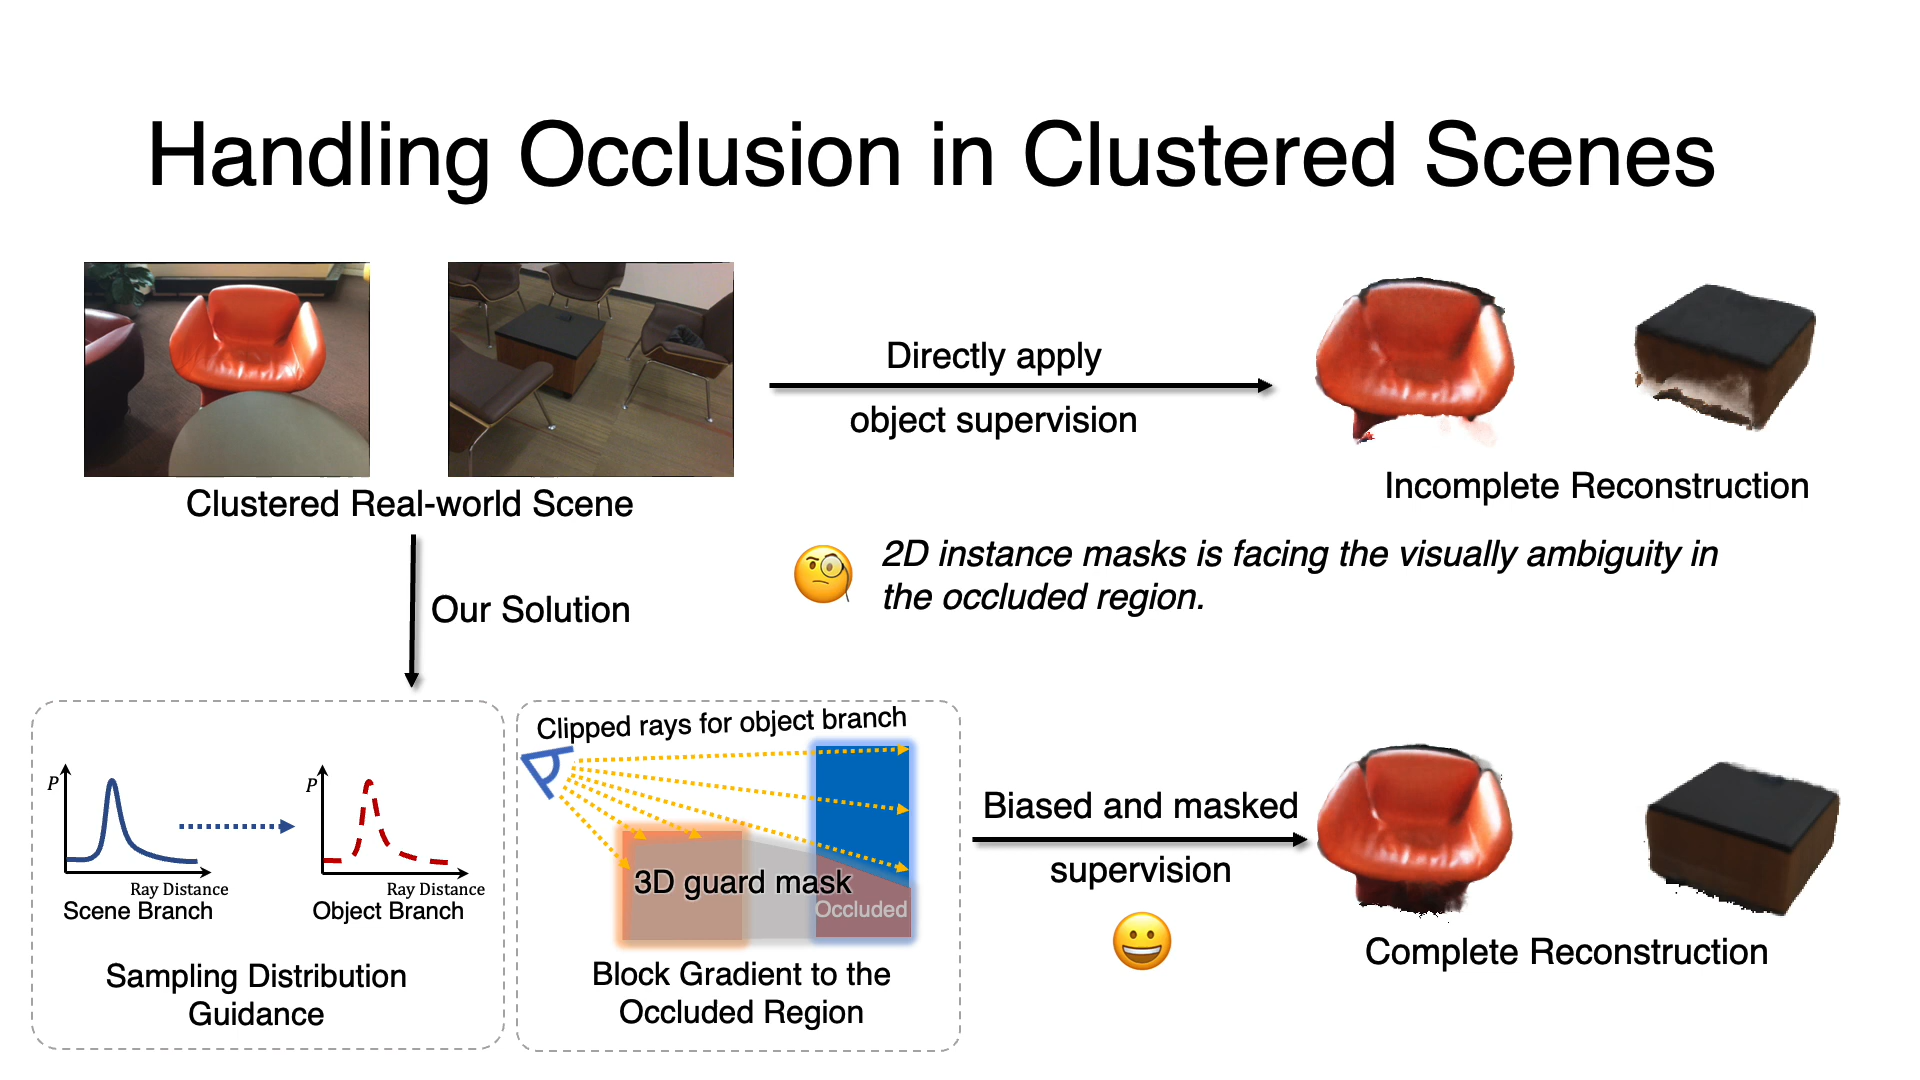 Handling Occlusion in Clustered Scenes
Directly apply
object supervision
Clustered Real-world Scene
Incomplete Reconstruction
2D instance masks is facing the visually ambiguity in
the occluded region.
Our Solution
P
Ray Distance
Scene Branch
P
Ray Distance
Object Branch
Sampling Distribution
Guidance
Clipped rays for object branch
3D guard mask
Occluded
Block Gradient to the
Occluded Region
Biased and masked
supervision
Complete Reconstruction